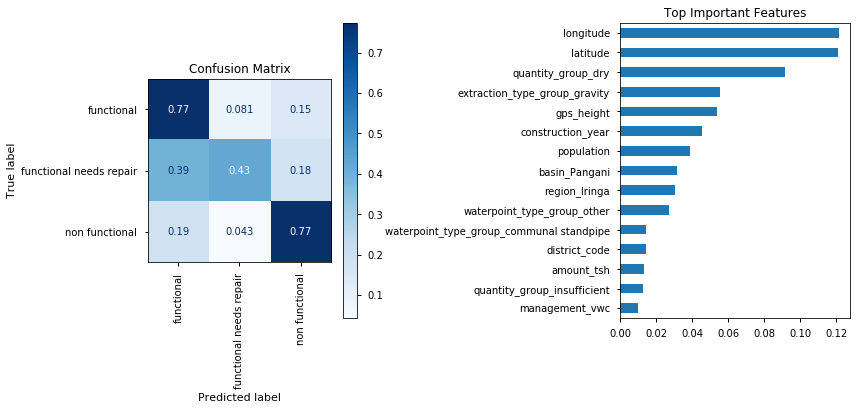 Confusion Matrix
True label
functional
0.77 0.081 0.15
functional needs repair
0.39 0.43 0.18
non functional
0.19 0.043 0.77
functional
functional needs repair
non functional
Predicted label
0.7
0.6
0.5
0.4
0.3
0.2
0.1
Top Important Features
longitude
latitude
quantity_group_dry
extraction_type_group_gravity
gps_height
construction_year
population
basin_Pangani
region_Iringa
waterpoint_type_group_other
waterpoint_type_group_communal standpipe
district_code
amount_tsh
quantity_group_insufficient
management_vwc
0.00 0.02 0.04 0.06 0.08 0.10 0.12